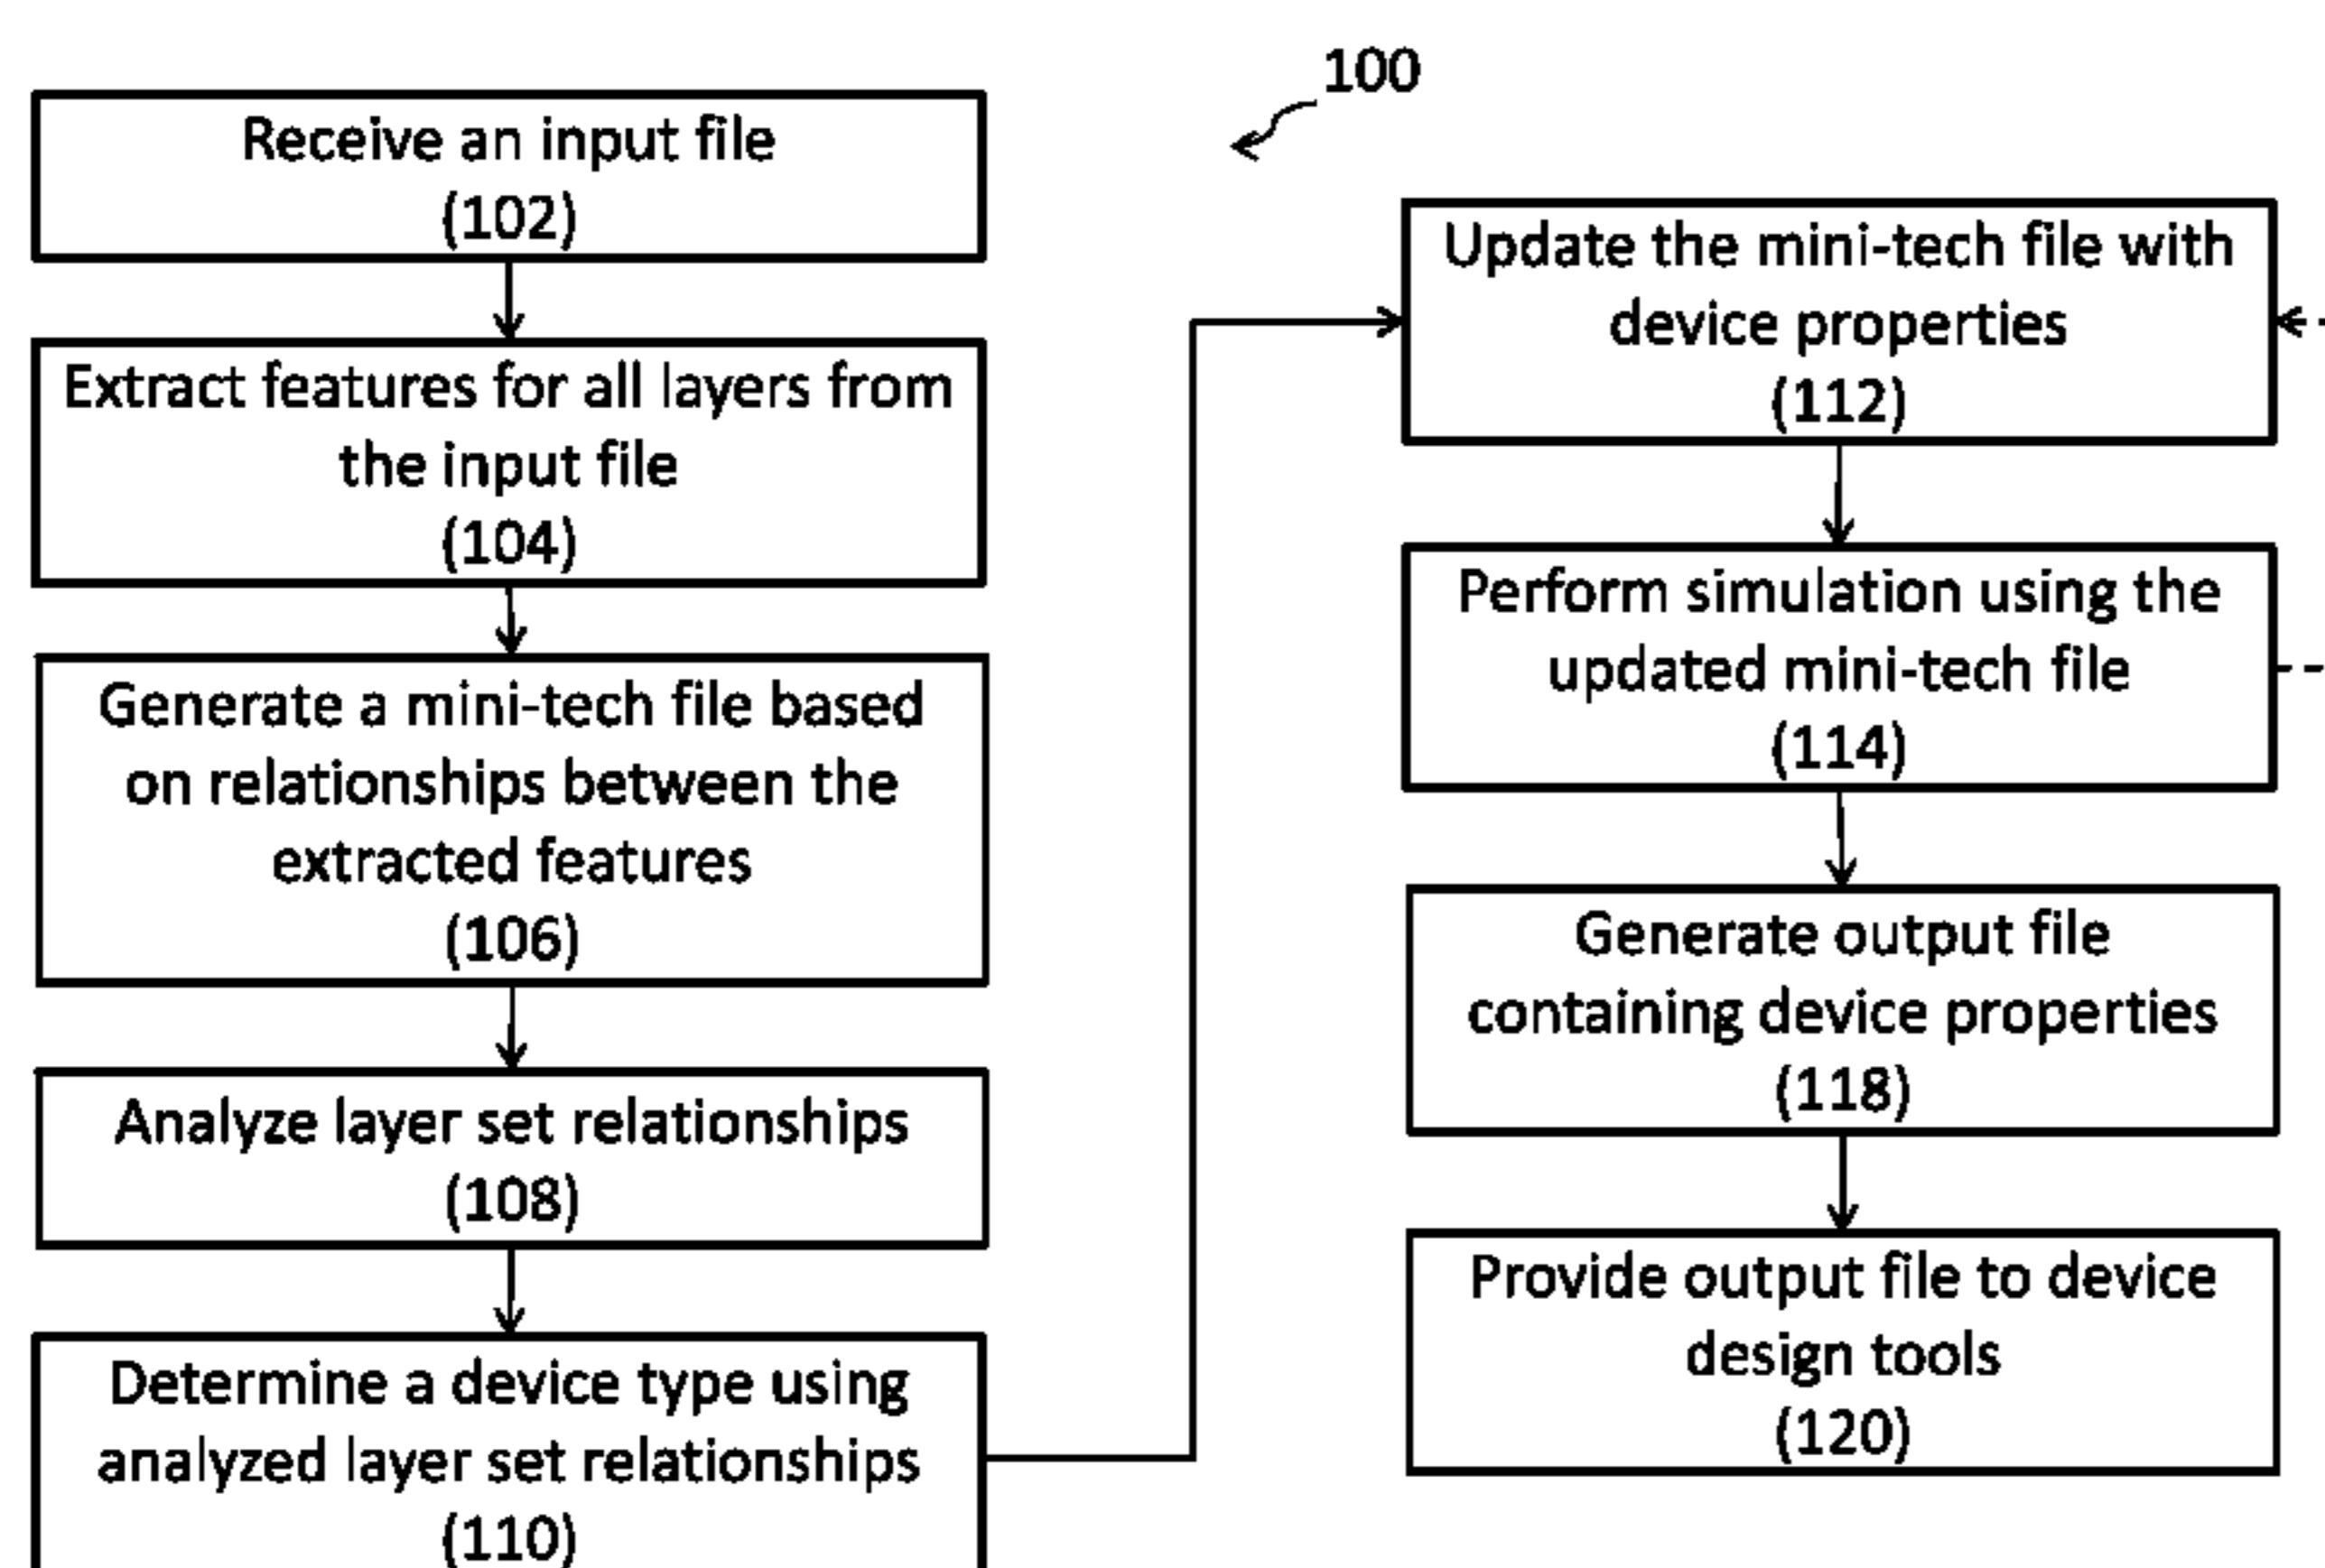 100
Receive an input file
(102)
Extract features for all layers from
the input file
(104)
Generate a mini-tech file based
on relationships between the
extracted features
(106)
Analyze layer set relationships
(108)
Determine a device type using
analyzed layer set relationships
(110)
Update the mini-tech file with
device properties
(112)
Perform simulation using the
updated mini-tech file
(114)
Generate output file
containing device properties
(118)
Provide output file to device
design tools
(120)